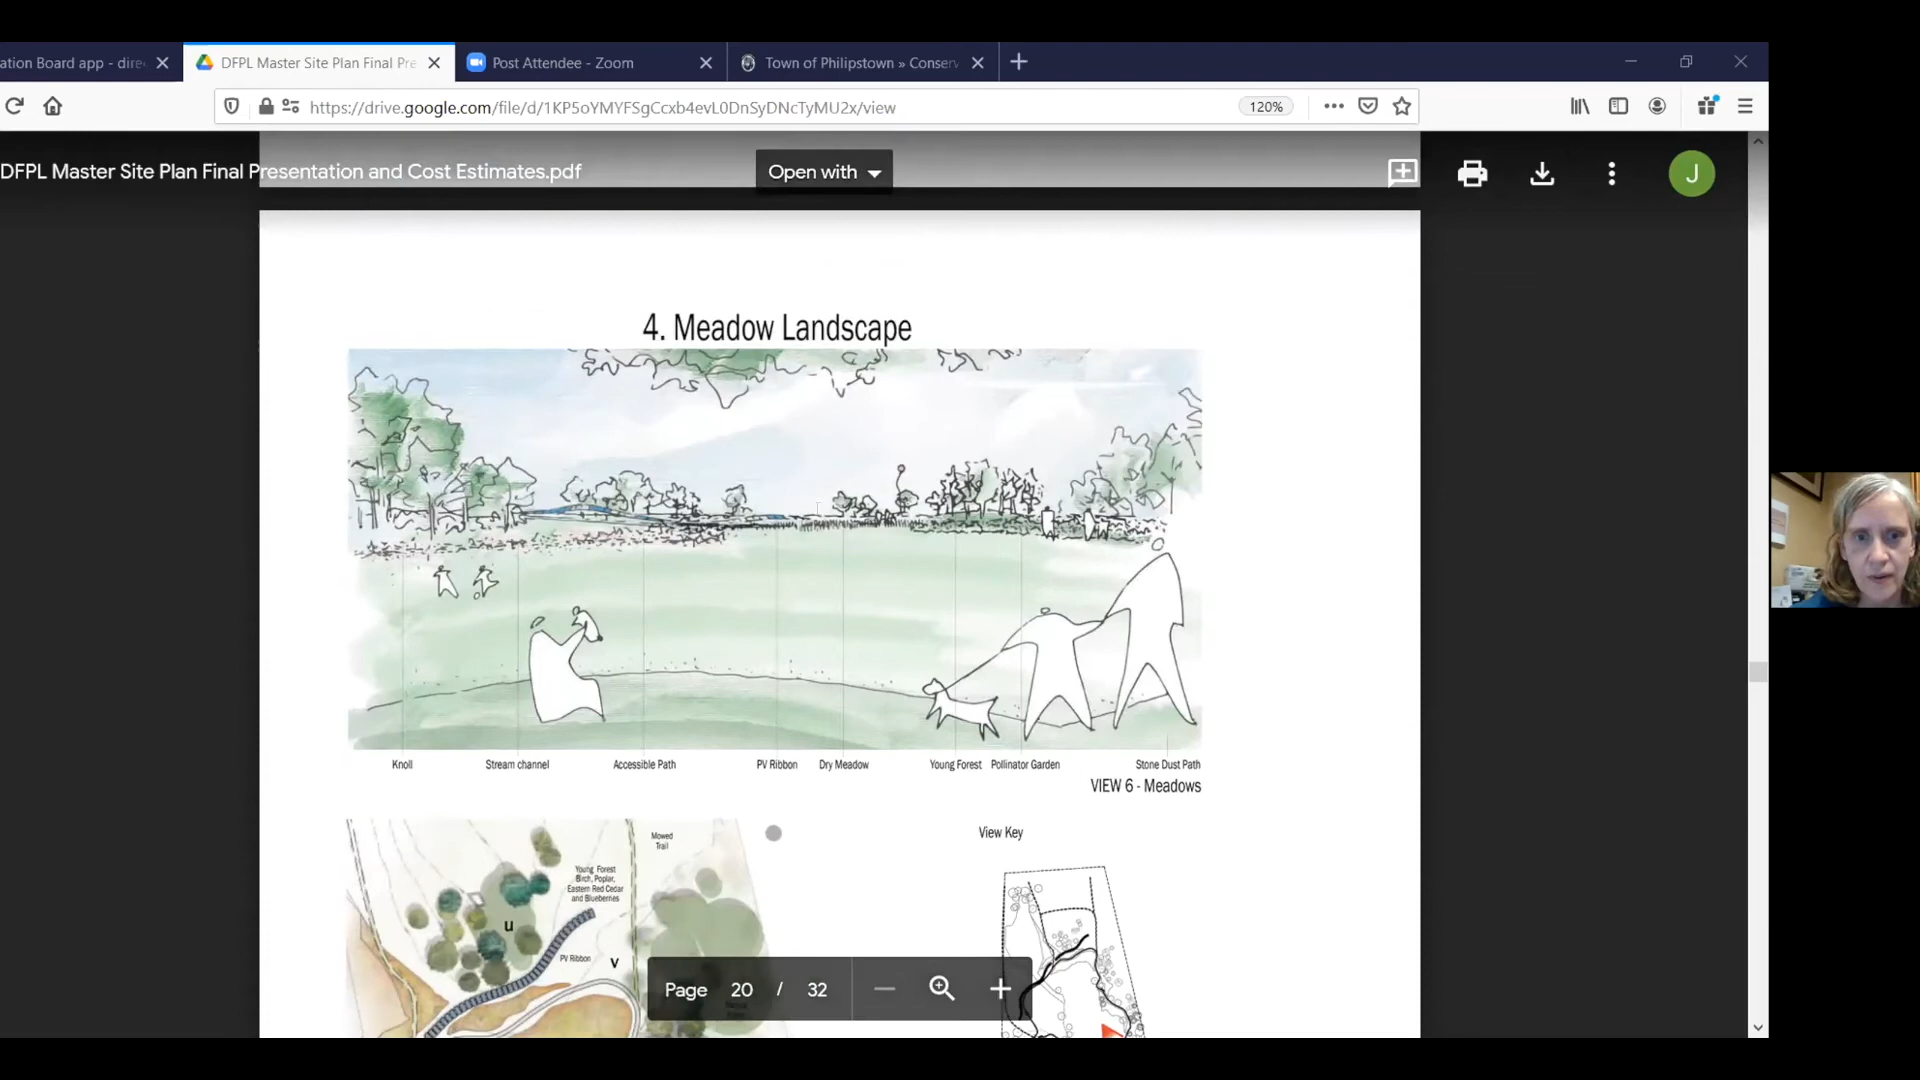 ation Board app - dire
DFPL Master Site Plan Final Pre
Post Attendee - Zoom
Town of Philipstown » Conserv
https://drive.google.com/file/d/1KP5oYMYFSgCcxb4evL0DnSyDNcTyMU2x/view
120%
DFPL Master Site Plan Final Presentation and Cost Estimates.pdf
Open with
J
4. Meadow Landscape
Knoll
Stream channel
Accessible Path
PV Ribbon
Dry Meadow
Young Forest
Pollinator Garden
Stone Dust Path
VIEW 6 - Meadows
Mowed
Trail
View Key
Young Forest
Birch, Poplar,
Eastern Red Cedar
and Blueberries
u
PV Ribbon
v
Page 20 / 32